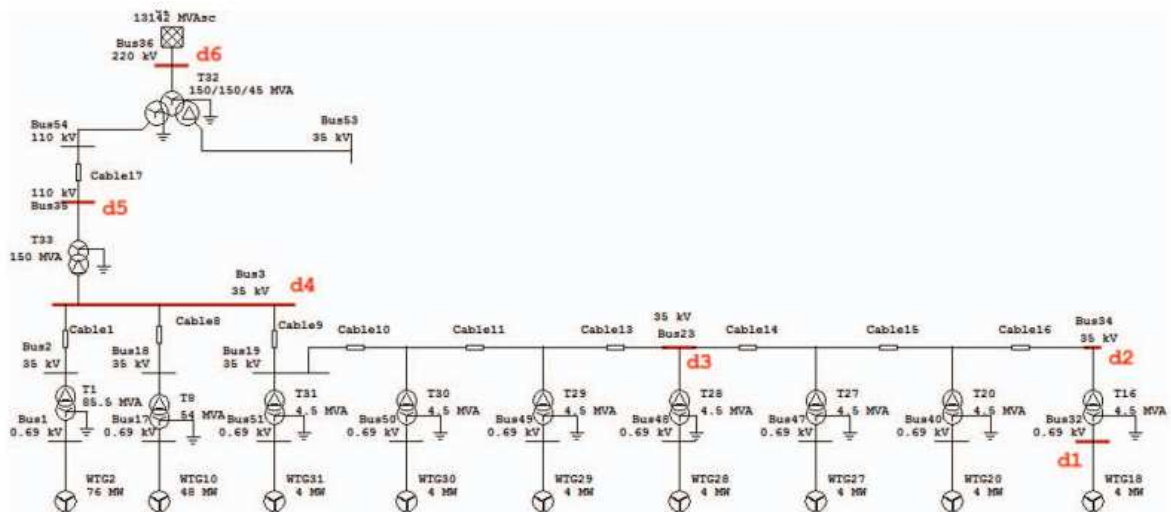 13142 MVAsc
Bus36
220 kV
d6
T32
150/150/45 MVA
Bus54
110 kV
Bus53
35 kV
Cable17
110 kV
Bus35
d5
T33
150 MVA
Bus3
35 kV
d4
Cable1
Cable8
Cable9
Cable10
Cable11
Cable13
35 kV
Bus23
d3
Cable14
Cable15
Cable16
Bus34
35 kV
d2
Bus2
35 kV
Bus18
35 kV
Bus19
35 kV
T1
85.5 MVA
T8
54 MVA
T31
4.5 MVA
T30
4.5 MVA
T29
4.5 MVA
T28
4.5 MVA
T27
4.5 MVA
T20
4.5 MVA
T16
4.5 MVA
Bus1
0.69 kV
Bus17
0.69 kV
Bus51
0.69 kV
Bus50
0.69 kV
Bus49
0.69 kV
Bus48
0.69 kV
Bus47
0.69 kV
Bus40
0.69 kV
Bus32
0.69 kV
d1
WTG2
76 MW
WTG10
48 MW
WTG31
4 MW
WTG30
4 MW
WTG29
4 MW
WTG28
4 MW
WTG27
4 MW
WTG20
4 MW
WTG18
4 MW